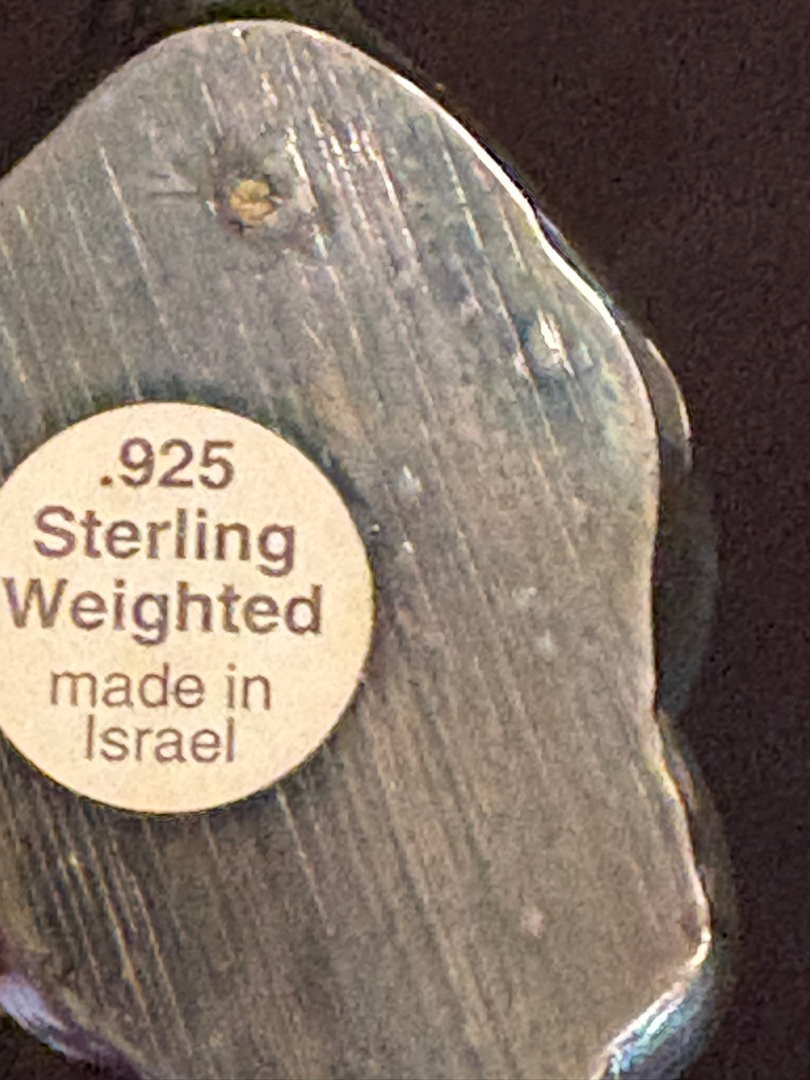 .925
Sterling
Weighted
made in
Israel